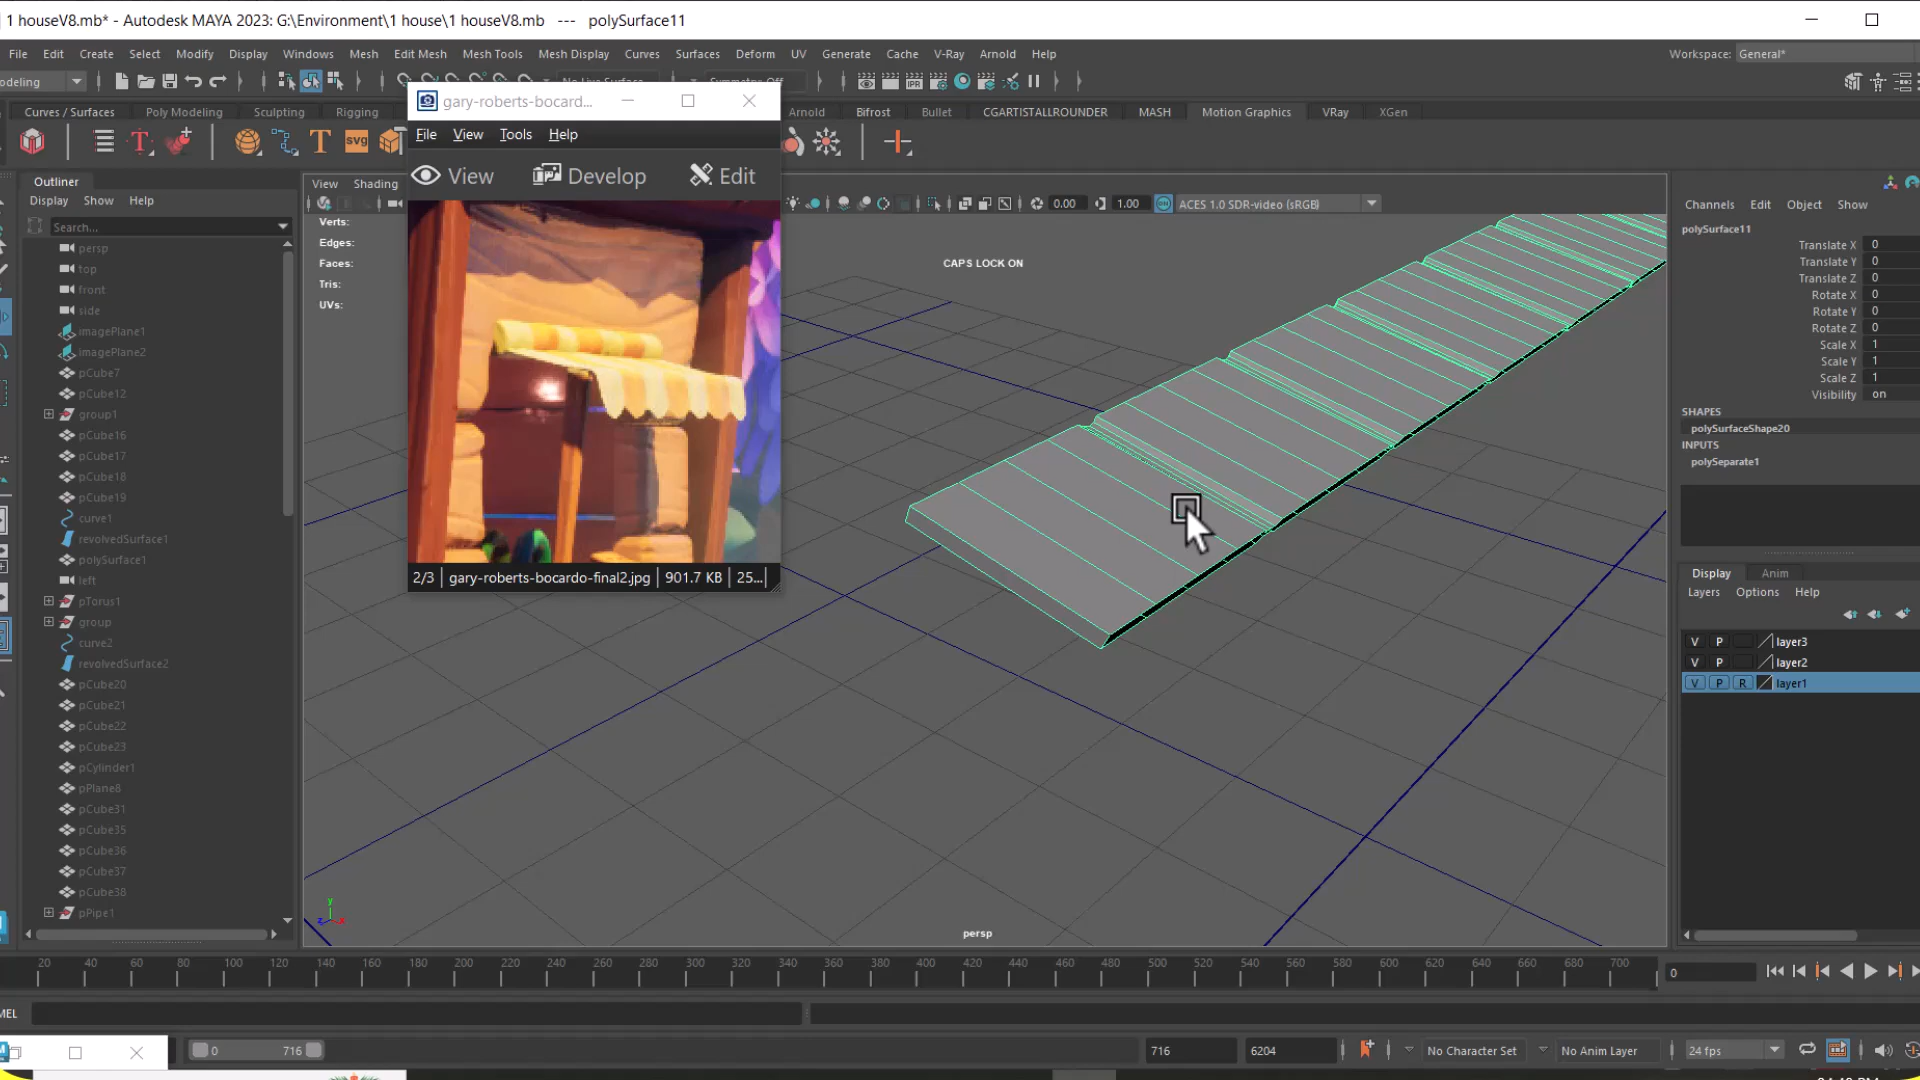 1 houseV8.mb* - Autodesk MAYA 2023: G:\Environment\1 house\1 houseV8.mb   ---   polySurface11
File Edit Create Select Modify Display Windows Mesh Edit Mesh Mesh Tools Mesh Display Curves Surfaces Deform UV Generate Cache V-Ray Arnold Help
Workspace: General*
odeling
Curves / Surfaces Poly Modeling Sculpting Rigging Arnold Bifrost Bullet CGARTISTALLROUNDER MASH Motion Graphics VRay XGen
T T svg
gary-roberts-bocard...
File View Tools Help
View Develop Edit
2/3 gary-roberts-bocardo-final2.jpg 901.7 KB 25...
Outliner
Display Show Help
Search...
persp
top
front
side
imagePlane1
imagePlane2
pCube7
pCube12
group1
pCube16
pCube17
pCube18
pCube19
curve1
revolvedSurface1
polySurface1
left
pTorus1
group
curve2
revolvedSurface2
pCube20
pCube21
pCube22
pCube23
pCylinder1
pPlane8
pCube31
pCube35
pCube36
pCube37
pCube38
pPipe1
View Shading
0.00 1.00 ACES 1.0 SDR-video (sRGB)
Verts:
Edges:
Faces:
Tris:
UVs:
CAPS LOCK ON
y
z x
persp
Channels Edit Object Show
polySurface11
Translate X 0
Translate Y 0
Translate Z 0
Rotate X 0
Rotate Y 0
Rotate Z 0
Scale X 1
Scale Y 1
Scale Z 1
Visibility on
SHAPES
polySurfaceShape20
INPUTS
polySeparate1
Display Anim
Layers Options Help
V P layer3
V P layer2
V P R layer1
20 40 60 80 100 120 140 160 180 200 220 240 260 280 300 320 340 360 380 400 420 440 460 480 500 520 540 560 580 600 620 640 660 680 700
0
MEL
0 716
716 6204 No Character Set No Anim Layer 24 fps